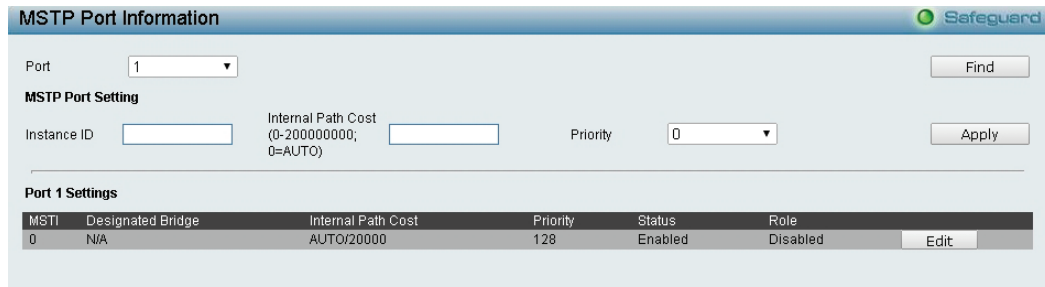 MSTP Port Information Safeguard
Port 1 Find
MSTP Port Setting
Instance ID Internal Path Cost (0-200000000; 0=AUTO) Priority 0 Apply
Port 1 Settings
MSTI Designated Bridge Internal Path Cost Priority Status Role
0 N/A AUTO/20000 128 Enabled Disabled Edit